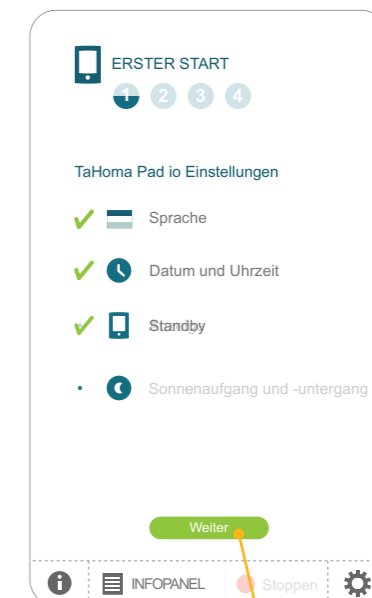 ERSTER START
1 2 3 4
TaHoma Pad io Einstellungen
Sprache
Datum und Uhrzeit
Standby
Sonnenaufgang und -untergang
Weiter
INFOPANEL Stoppen